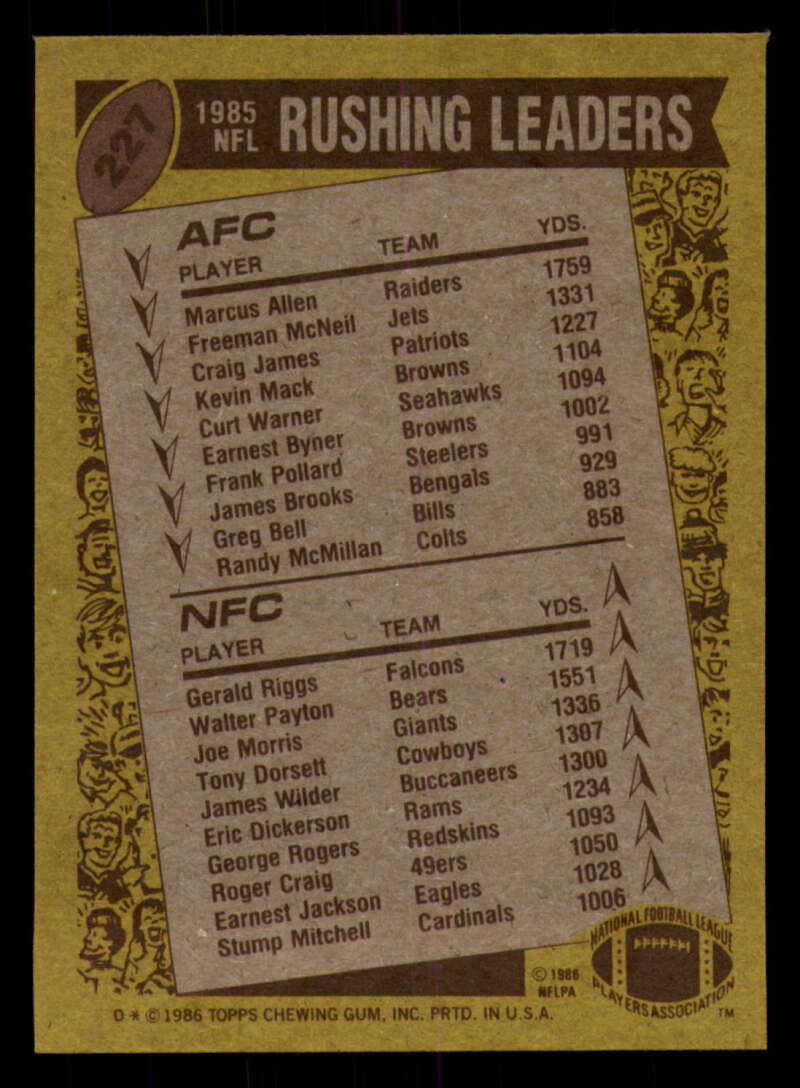 227
1985 NFL RUSHING LEADERS
AFC
PLAYER TEAM YDS.
Marcus Allen Raiders 1759
Freeman McNeil Jets 1331
Craig James Patriots 1227
Kevin Mack Browns 1104
Curt Warner Seahawks 1094
Earnest Byner Browns 1002
Frank Pollard Steelers 991
James Brooks Bengals 929
Greg Bell Bills 883
Randy McMillan Colts 858
NFC
PLAYER TEAM YDS.
Gerald Riggs Falcons 1719
Walter Payton Bears 1551
Joe Morris Giants 1336
Tony Dorsett Cowboys 1307
James Wilder Buccaneers 1300
Eric Dickerson Rams 1234
George Rogers Redskins 1093
Roger Craig 49ers 1050
Earnest Jackson Eagles 1028
Stump Mitchell Cardinals 1006
NATIONAL FOOTBALL LEAGUE
PLAYERS ASSOCIATION
TM
© 1986
NFLPA
D * © 1986 TOPPS CHEWING GUM, INC. PRTD. IN U.S.A.